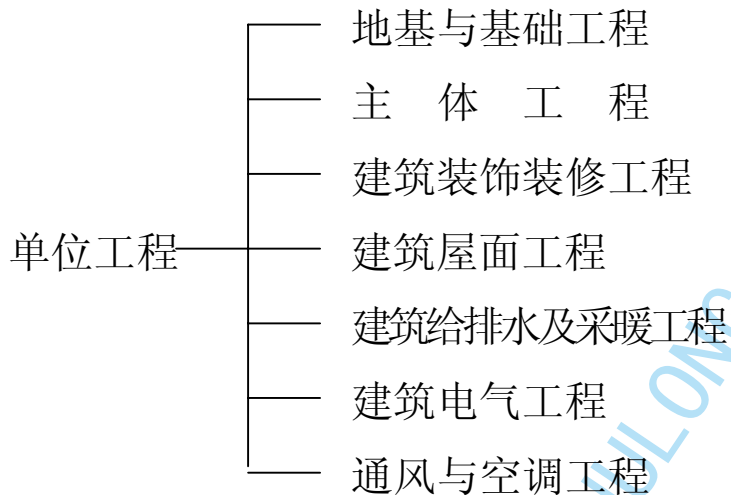 地基与基础工程
主 体 工 程
建筑装饰装修工程
单位工程
建筑屋面工程
建筑给排水及采暖工程
建筑电气工程
通风与空调工程